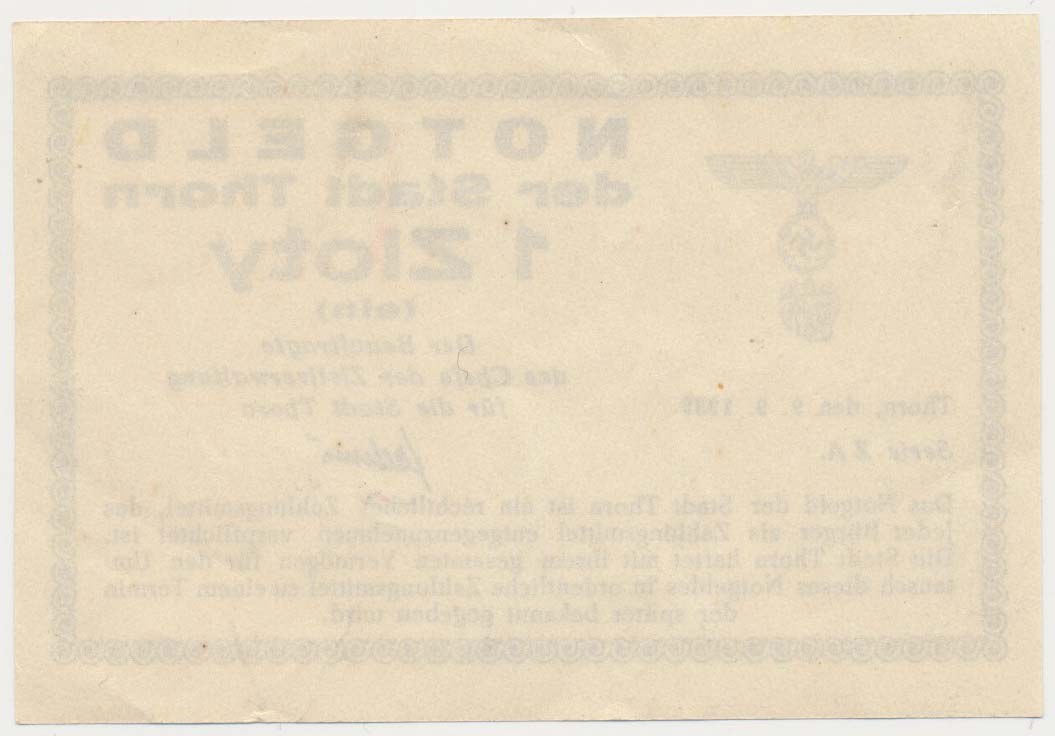 NOTGELD
der Stadt Thorn
1 Zloty
Der Beauftragte
des Chefs der Zivilverwaltung
für die Stadt Thorn
Thorn, den 9. 9. 1939
Serie Z A.
Das Notgeld der Stadt Thorn ist ein rechtliches Zahlungsmittel, das
jeder Bürger als Zahlungsmittel entgegenzunehmen verpflichtet ist.
Die Stadt Thorn haftet mit ihrem gesamten Vermögen für den Um-
tausch dieses Notgeldes in ordentliche Zahlungsmittel zu einem Termin
der später bekannt gegeben wird.